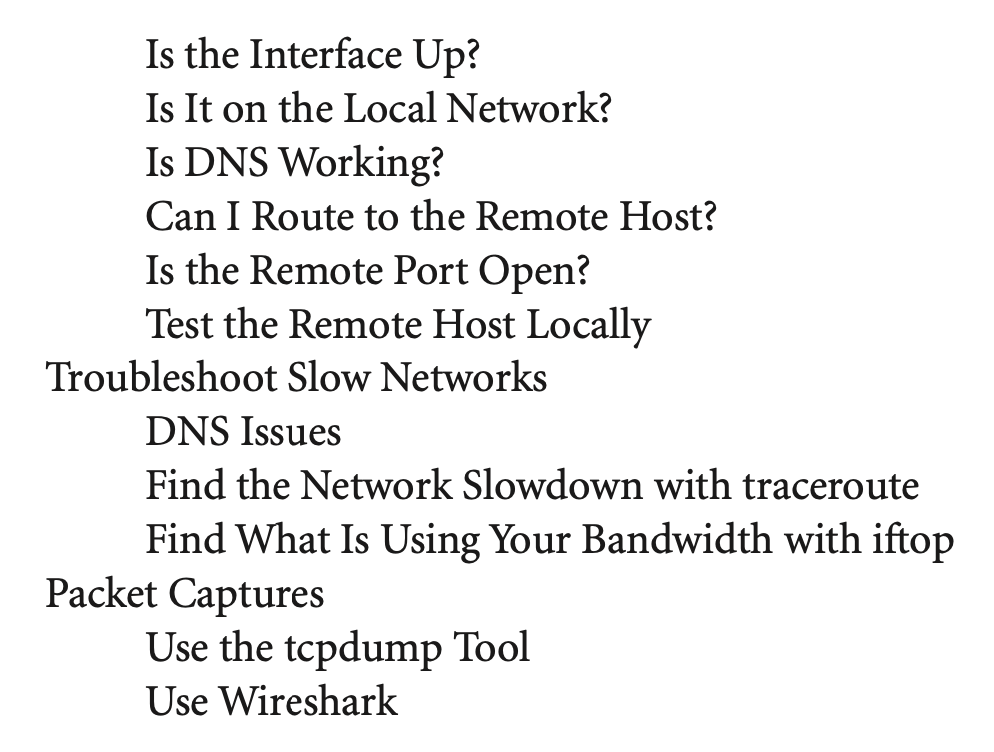 Is the Interface Up?
Is It on the Local Network?
Is DNS Working?
Can I Route to the Remote Host?
Is the Remote Port Open?
Test the Remote Host Locally
Troubleshoot Slow Networks
DNS Issues
Find the Network Slowdown with traceroute
Find What Is Using Your Bandwidth with iftop
Packet Captures
Use the tcpdump Tool
Use Wireshark